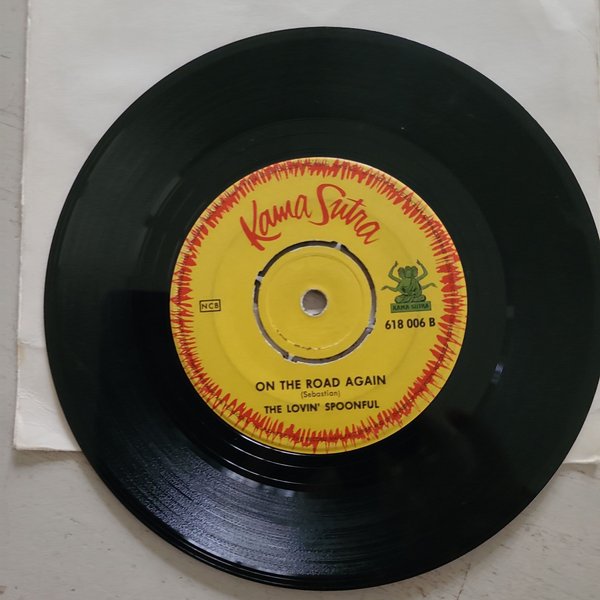 Kama Sutra
KAMA SUTRA
NCB
618 006 B
ON THE ROAD AGAIN
(Sebastian)
THE LOVIN' SPOONFUL